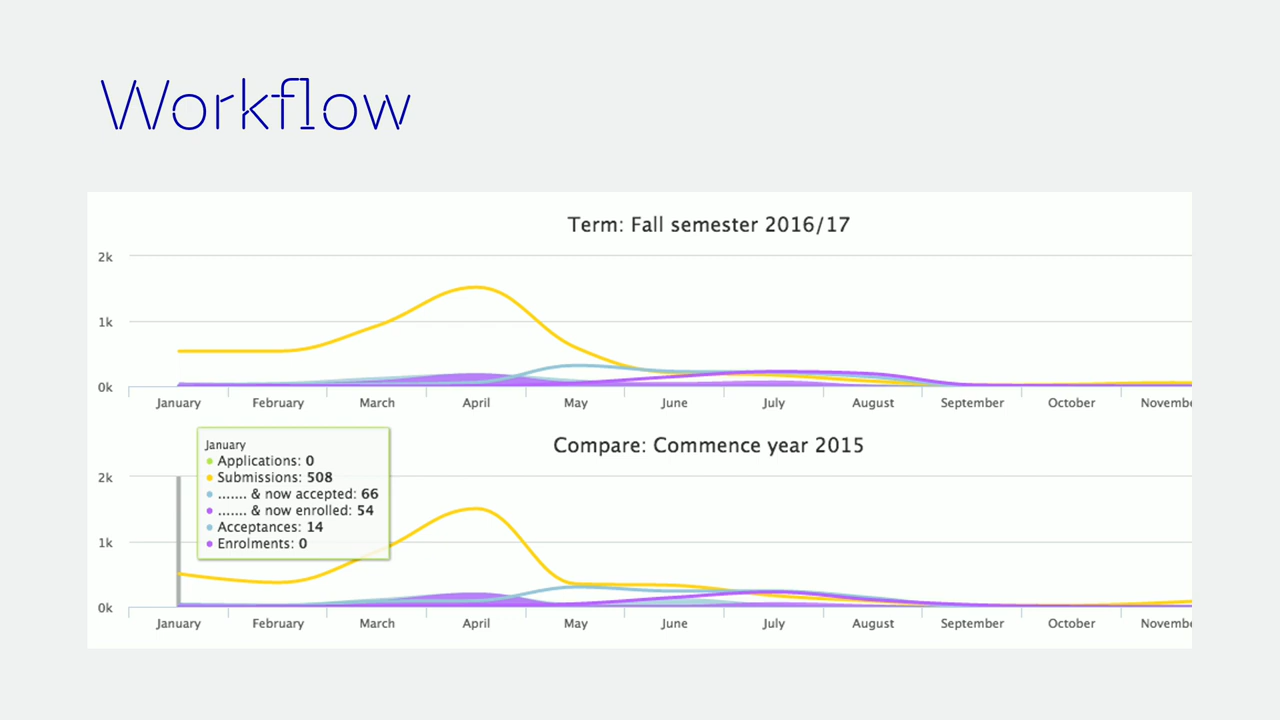 Workflow
Term: Fall semester 2016/17
2k
1k
0k
January February March April May June July August September October Novembe
Compare: Commence year 2015
January
Applications: 0
Submissions: 508
....... & now accepted: 66
....... & now enrolled: 54
Acceptances: 14
Enrolments: 0
2k
1k
0k
January February March April May June July August September October Novembe